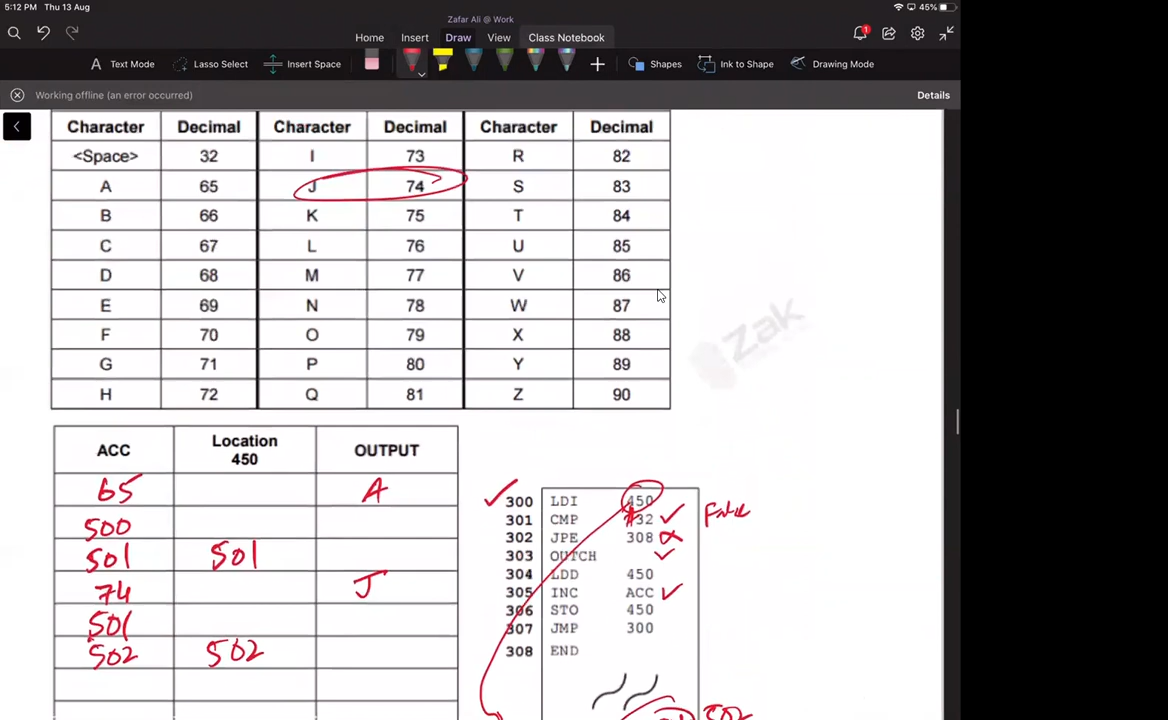 5:12 PM Thu 13 Aug 45%
Zafar Ali @ Work
Home Insert Draw View Class Notebook
1
A Text Mode Lasso Select Insert Space Shapes Ink to Shape Drawing Mode
Working offline (an error occurred) Details
Character Decimal Character Decimal Character Decimal
<Space> 32 I 73 R 82
A 65 J 74 S 83
B 66 K 75 T 84
C 67 L 76 U 85
D 68 M 77 V 86
E 69 N 78 W 87
F 70 O 79 X 88
G 71 P 80 Y 89
H 72 Q 81 Z 90
Zak
ACC Location 450 OUTPUT
65 A
500
501 501
74 J
501
502 502
300 LDI 450
301 CMP #32 False
302 JPE 308
303 OUTCH
304 LDD 450
305 INC ACC
306 STO 450
307 JMP 300
308 END
502